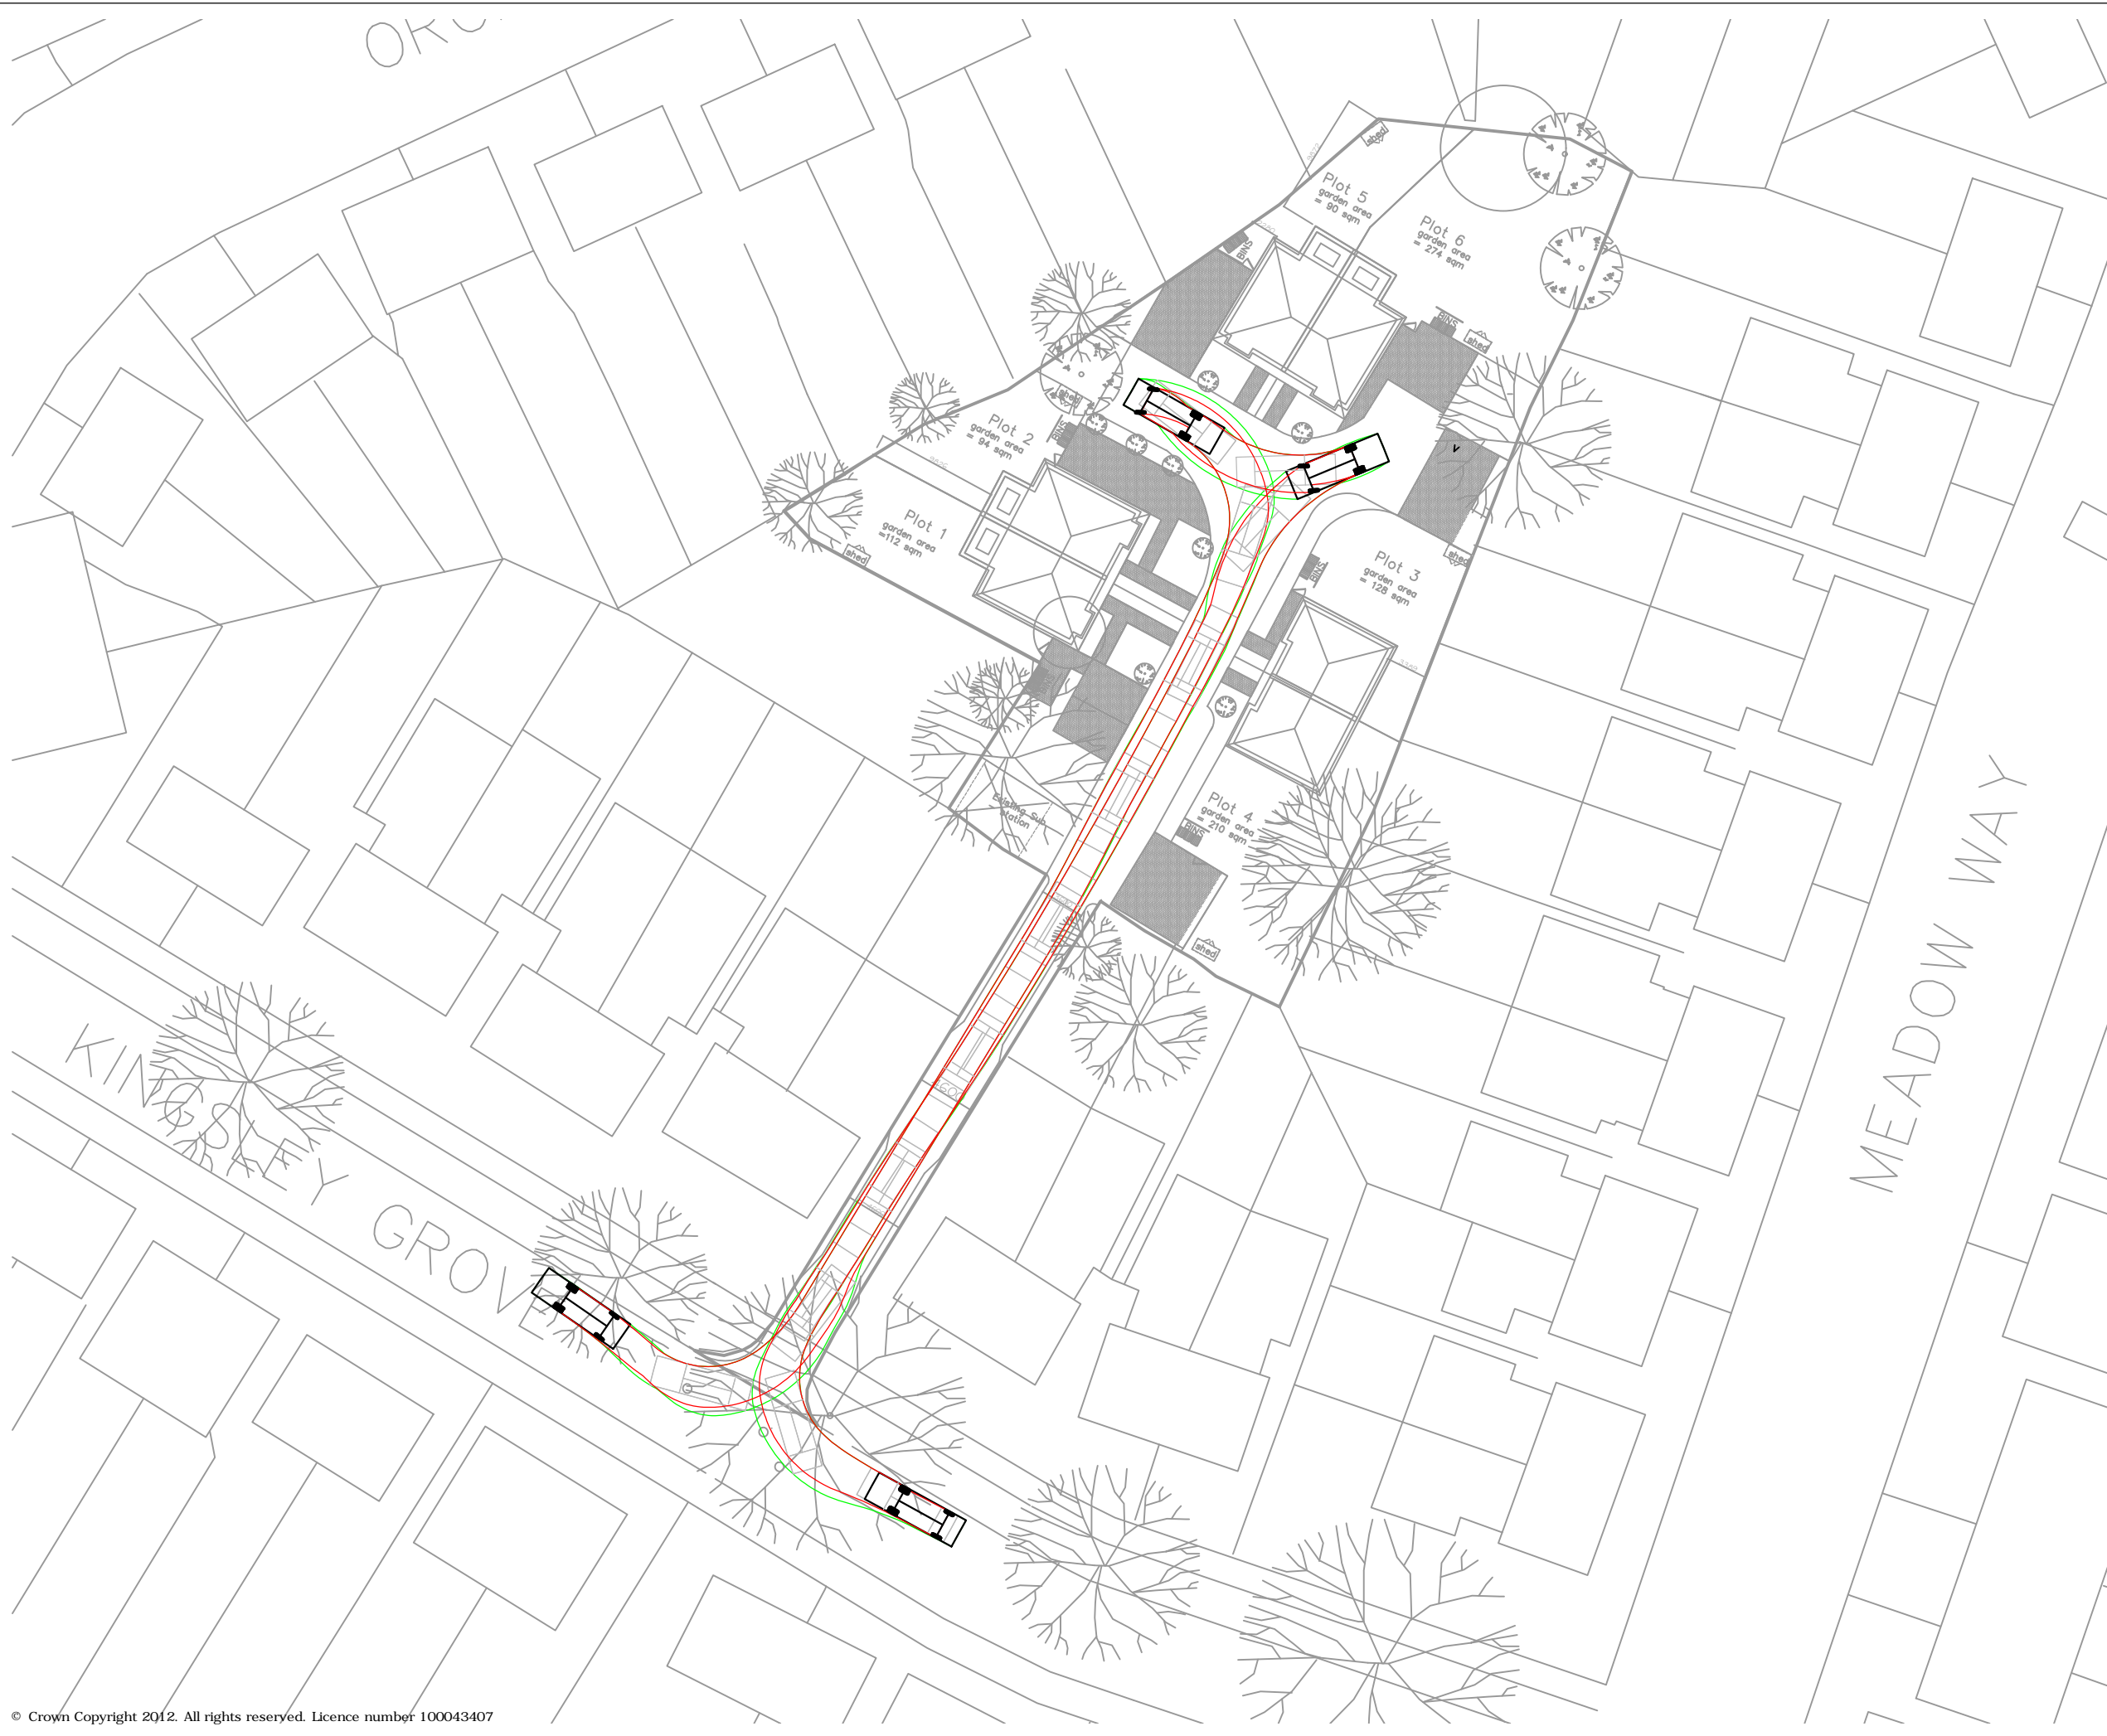 shed
Plot 5
garden area
= 90 sqm
Plot 6
garden area
= 274 sqm
BINS
BINS
shed
shed
Plot 2
garden area
= 94 sqm
BINS
Plot 1
garden area
=112 sqm
shed
Plot 3
garden area
= 128 sqm
shed
BINS
Existing Sub
station
Plot 4
garden area
= 210 sqm
BINS
shed
KINGSLEY GROVE
MEADOW WAY
© Crown Copyright 2012. All rights reserved. Licence number 100043407